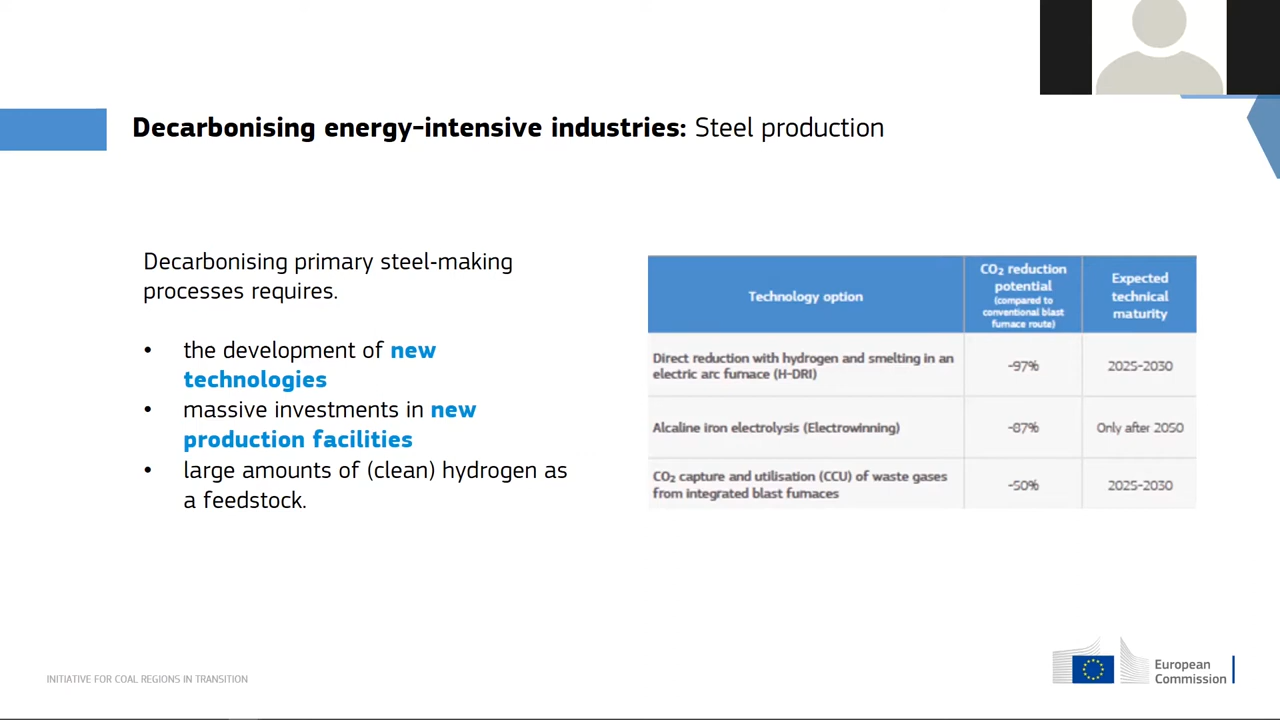 Decarbonising energy-intensive industries: Steel production
Decarbonising primary steel-making
processes requires.
• the development of new
technologies
• massive investments in new
production facilities
• large amounts of (clean) hydrogen as
a feedstock.
Technology option
CO₂ reduction
potential
(compared to
conventional blast
furnace route)
Expected
technical
maturity
Direct reduction with hydrogen and smelting in an
electric arc furnace (H-DRI)
-97%
2025-2030
Alcaline iron electrolysis (Electrowinning)
-87%
Only after 2050
CO₂ capture and utilisation (CCU) of waste gases
from integrated blast furnaces
-50%
2025-2030
INITIATIVE FOR COAL REGIONS IN TRANSITION
European
Commission